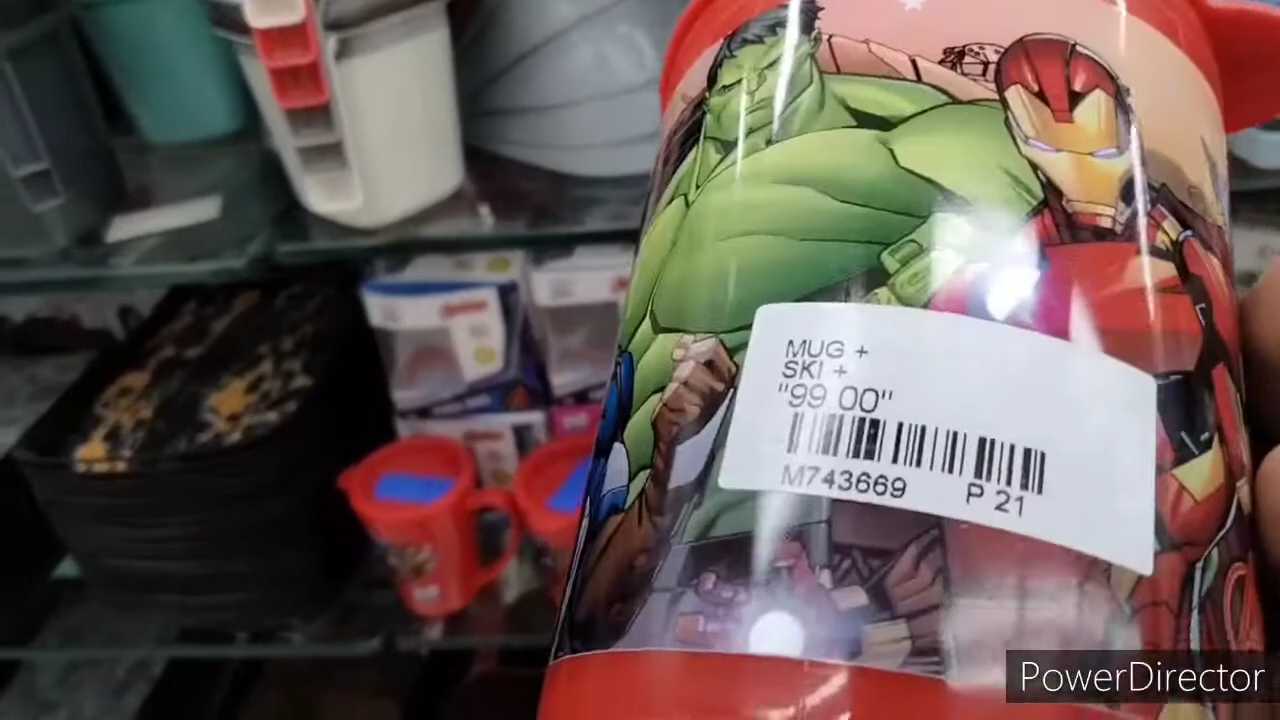 MUG +
SKI +
"99 00"
M743669 P 21
PowerDirector